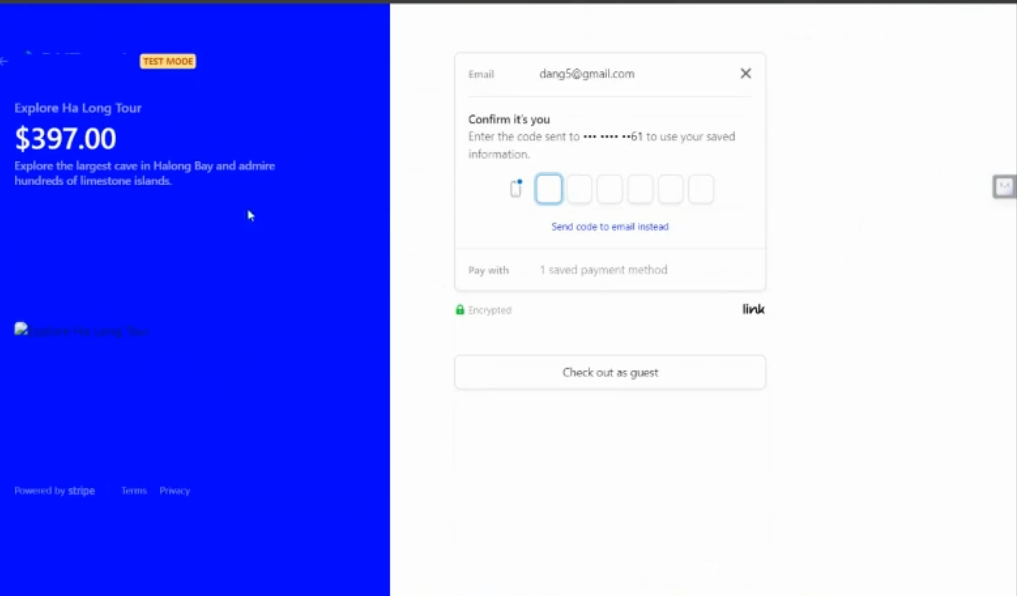 TEST MODE
Explore Ha Long Tour
$397.00
Explore the largest cave in Halong Bay and admire
hundreds of limestone islands.
Explore Ha Long Tour
Powered by stripe Terms Privacy
Email dang5@gmail.com
Confirm it's you
Enter the code sent to ••• •••• ••61 to use your saved
information.
Send code to email instead
Pay with 1 saved payment method
Encrypted link
Check out as guest